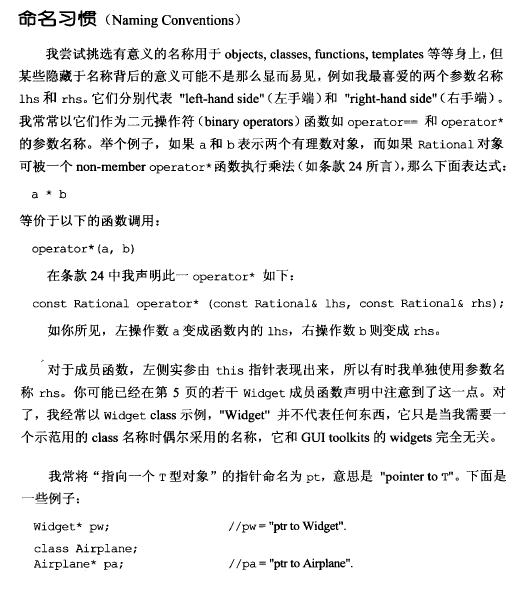 命名习惯（Naming Conventions）
我尝试挑选有意义的名称用于 objects, classes, functions, templates 等等身上，但
某些隐藏于名称背后的意义可能不是那么显而易见，例如我最喜爱的两个参数名称
lhs 和 rhs。它们分别代表 "left-hand side"（左手端）和 "right-hand side"（右手端）。
我常常以它们作为二元操作符（binary operators）函数如 operator== 和 operator*
的参数名称。举个例子，如果 a 和 b 表示两个有理数对象，而如果 Rational 对象
可被一个 non-member operator* 函数执行乘法（如条款 24 所言），那么下面表达式：
a * b
等价于以下的函数调用：
operator*(a, b)
在条款 24 中我声明此一 operator* 如下：
const Rational operator* (const Rational& lhs, const Rational& rhs);
如你所见，左操作数 a 变成函数内的 lhs，右操作数 b 则变成 rhs。
对于成员函数，左侧实参由 this 指针表现出来，所以有时我单独使用参数名
称 rhs。你可能已经在第 5 页的若干 Widget 成员函数声明中注意到了这一点。对
了，我经常以 Widget class 示例，"Widget" 并不代表任何东西，它只是当我需要一
个示范用的 class 名称时偶尔采用的名称，它和 GUI toolkits 的 widgets 完全无关。
我常将“指向一个 T 型对象”的指针命名为 pt，意思是 "pointer to T"。下面是
一些例子：
Widget* pw; //pw = "ptr to Widget".
class Airplane;
Airplane* pa; //pa = "ptr to Airplane".